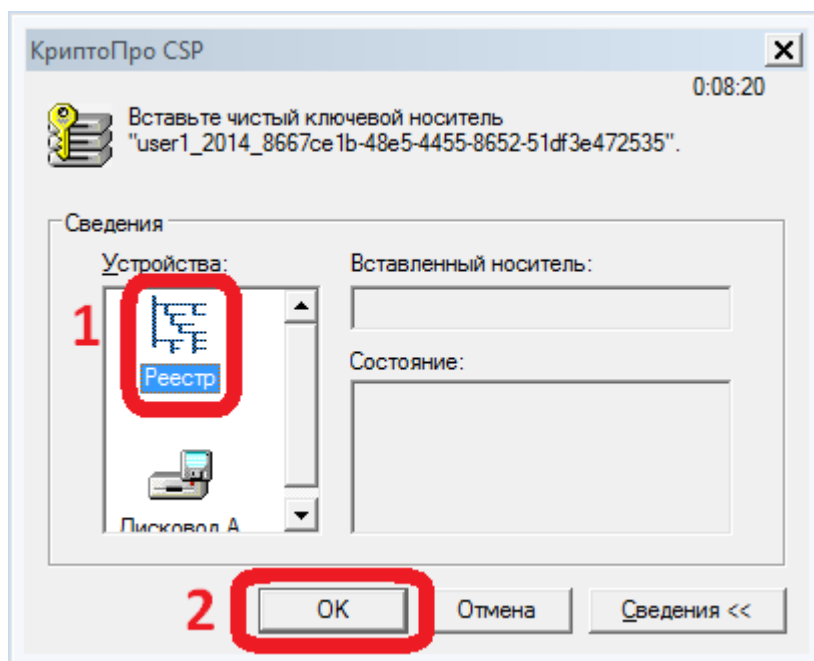 КриптоПро CSP
0:08:20
Вставьте чистый ключевой носитель
"user1_2014_8667ce1b-48e5-4455-8652-51df3e472535".
Сведения
Устройства:
Вставленный носитель:
1
Реестр
Состояние:
Дисковод A
2
OK
Отмена
Сведения <<